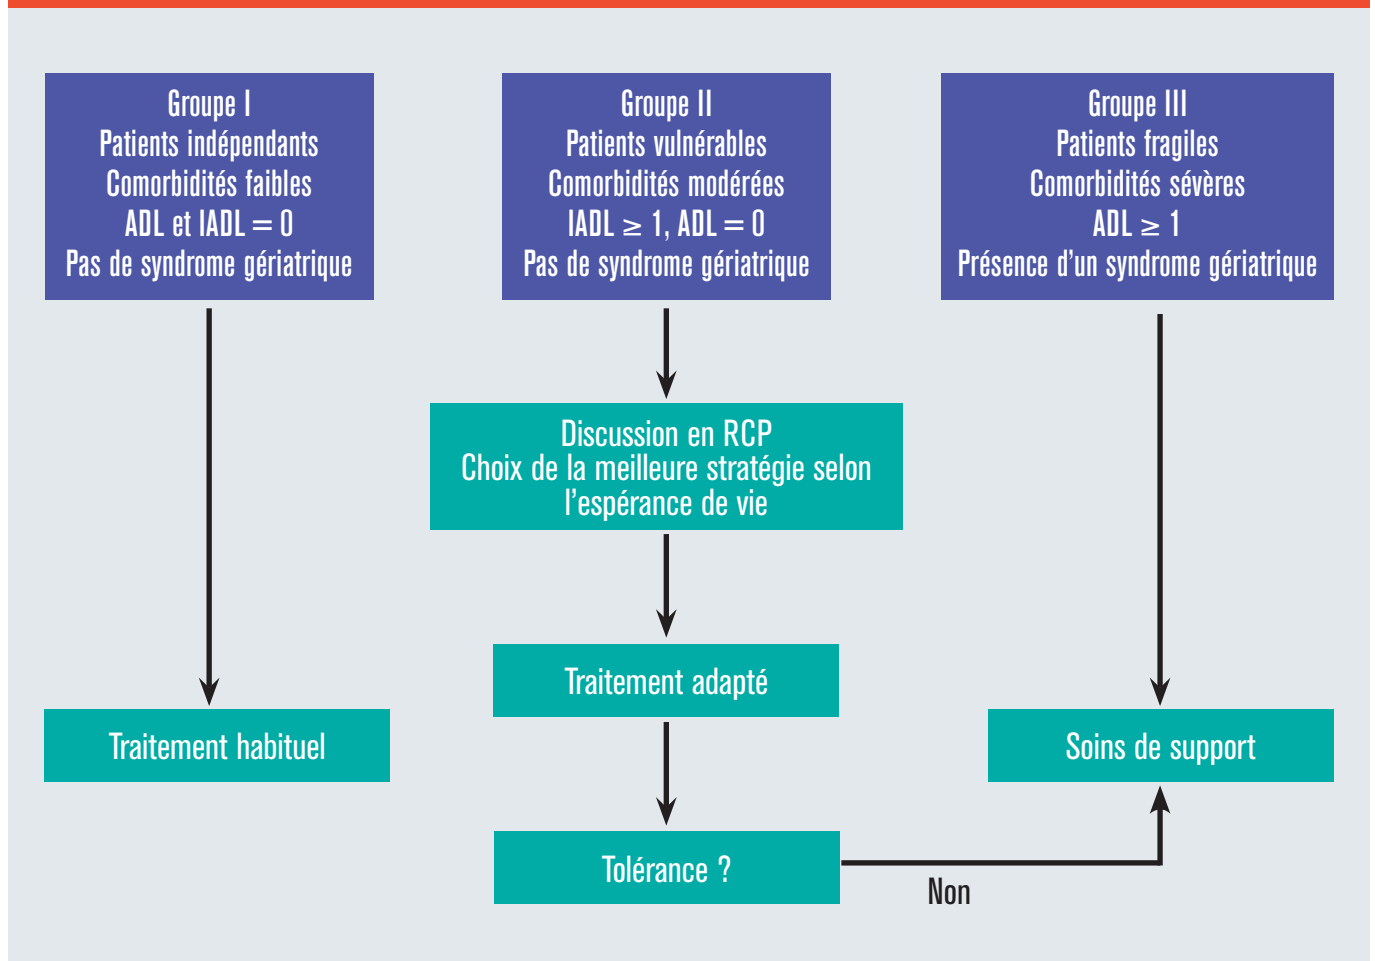 Groupe I
Patients indépendants
Comorbidités faibles
ADL et IADL = 0
Pas de syndrome gériatrique
Groupe II
Patients vulnérables
Comorbidités modérées
IADL ≥ 1, ADL = 0
Pas de syndrome gériatrique
Groupe III
Patients fragiles
Comorbidités sévères
ADL ≥ 1
Présence d’un syndrome gériatrique
Discussion en RCP
Choix de la meilleure stratégie selon
l’espérance de vie
Traitement adapté
Traitement habituel
Soins de support
Tolérance ?
Non